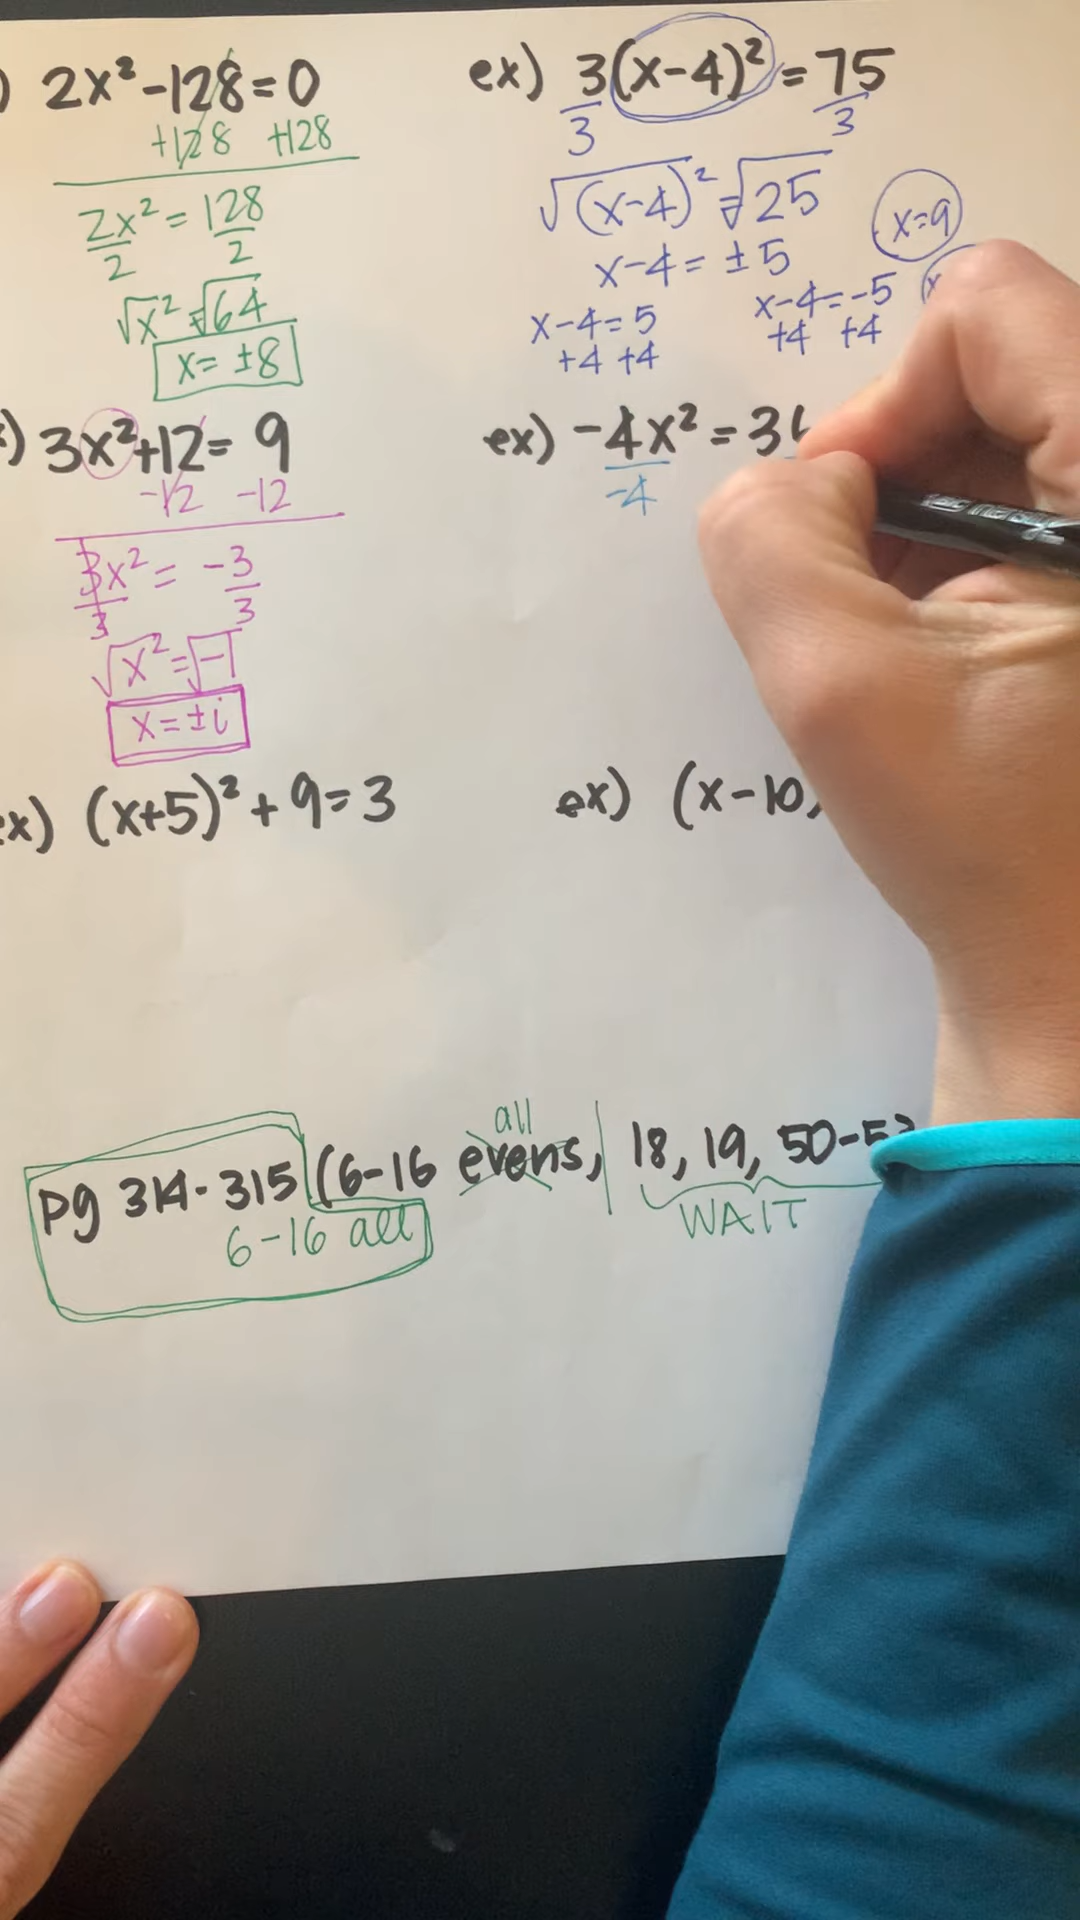 ) 2x² -128 = 0
+128 +128
2x² = 128
2 2
√x² = √64
x = ±8
ex) 3(x-4)² = 75
3 3
√(x-4)² = √25
x-4 = ±5
x-4 = 5
+4 +4
x-4 = -5
+4 +4
x=9
x
) 3x² +12 = 9
-12 -12
3x² = -3
3 3
√x² = √-1
x = ±i
ex) -4x² = 3
-4
ex) (x+5)² + 9 = 3
ex) (x-10)
all
pg 314-315 (6-16 evens, 18, 19, 50-5
6-16 all
WAIT